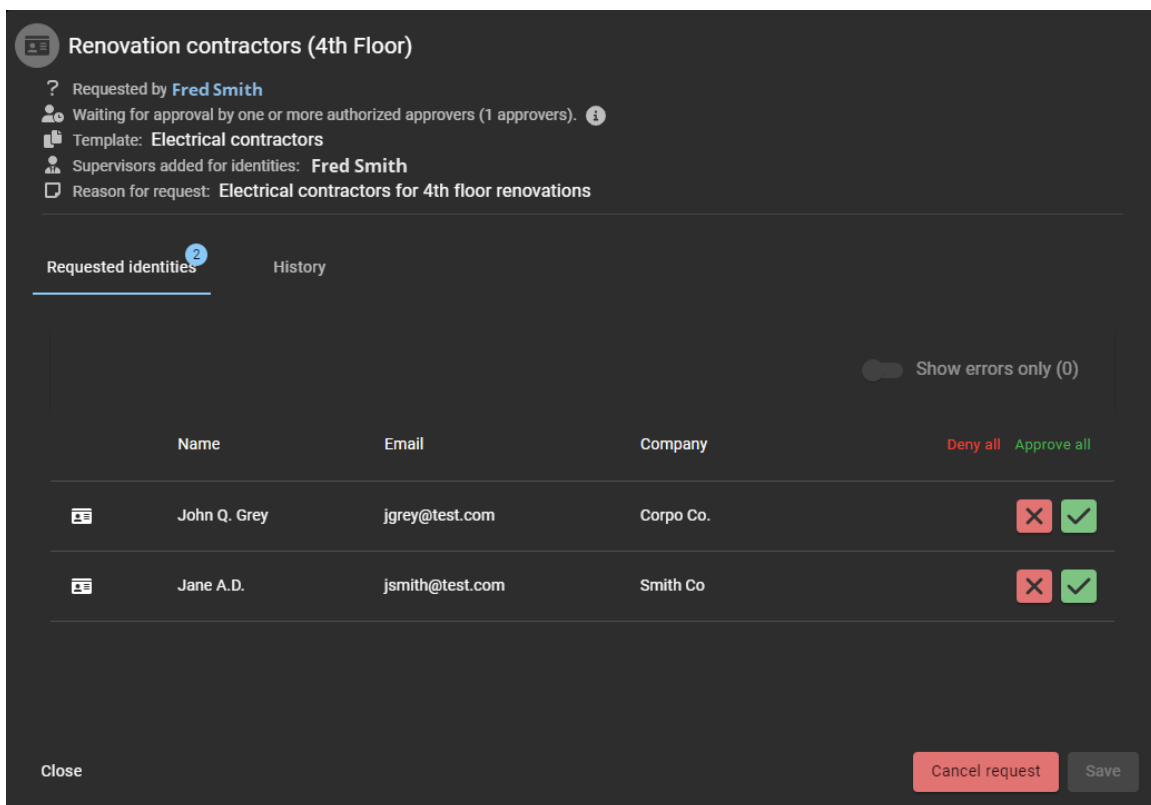 Renovation contractors (4th Floor)
? Requested by Fred Smith
Waiting for approval by one or more authorized approvers (1 approvers). i
Template: Electrical contractors
Supervisors added for identities: Fred Smith
Reason for request: Electrical contractors for 4th floor renovations
Requested identities 2 History
Show errors only (0)
Name Email Company Deny all Approve all
John Q. Grey jgrey@test.com Corpo Co.
Jane A.D. jsmith@test.com Smith Co
Close Cancel request Save